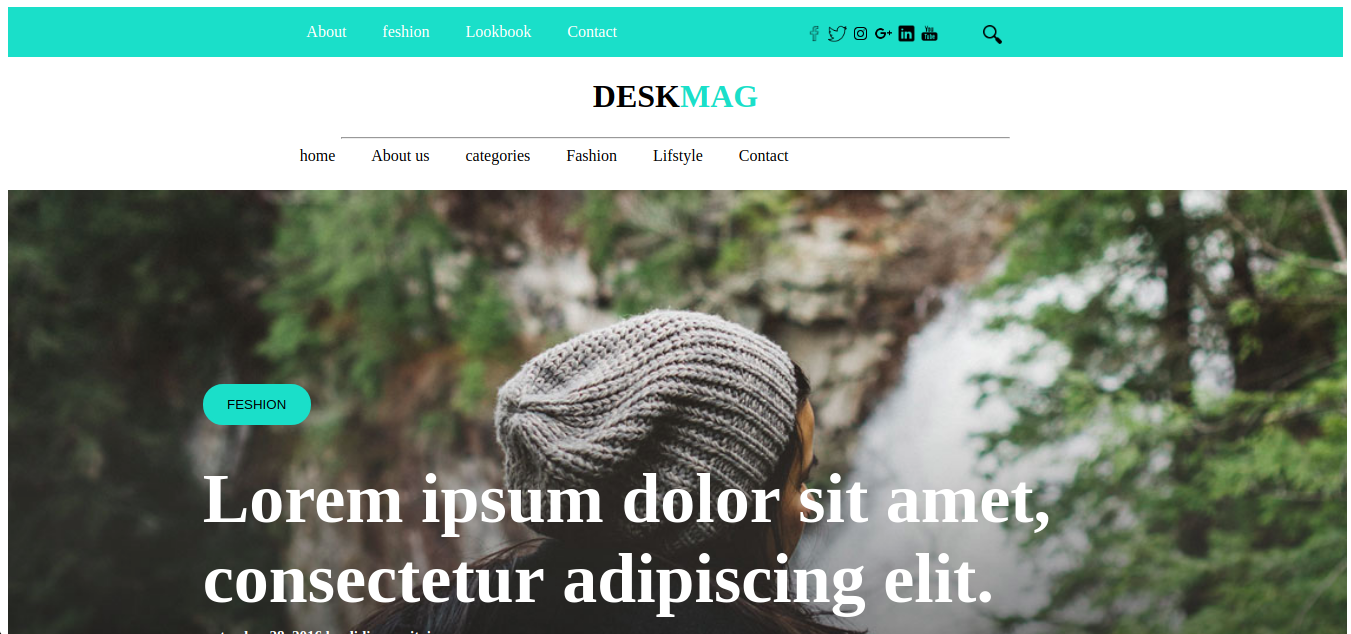 About feshion Lookbook Contact
DESKMAG
home About us categories Fashion Lifstyle Contact
FESHION
Lorem ipsum dolor sit amet,
consectetur adipiscing elit.